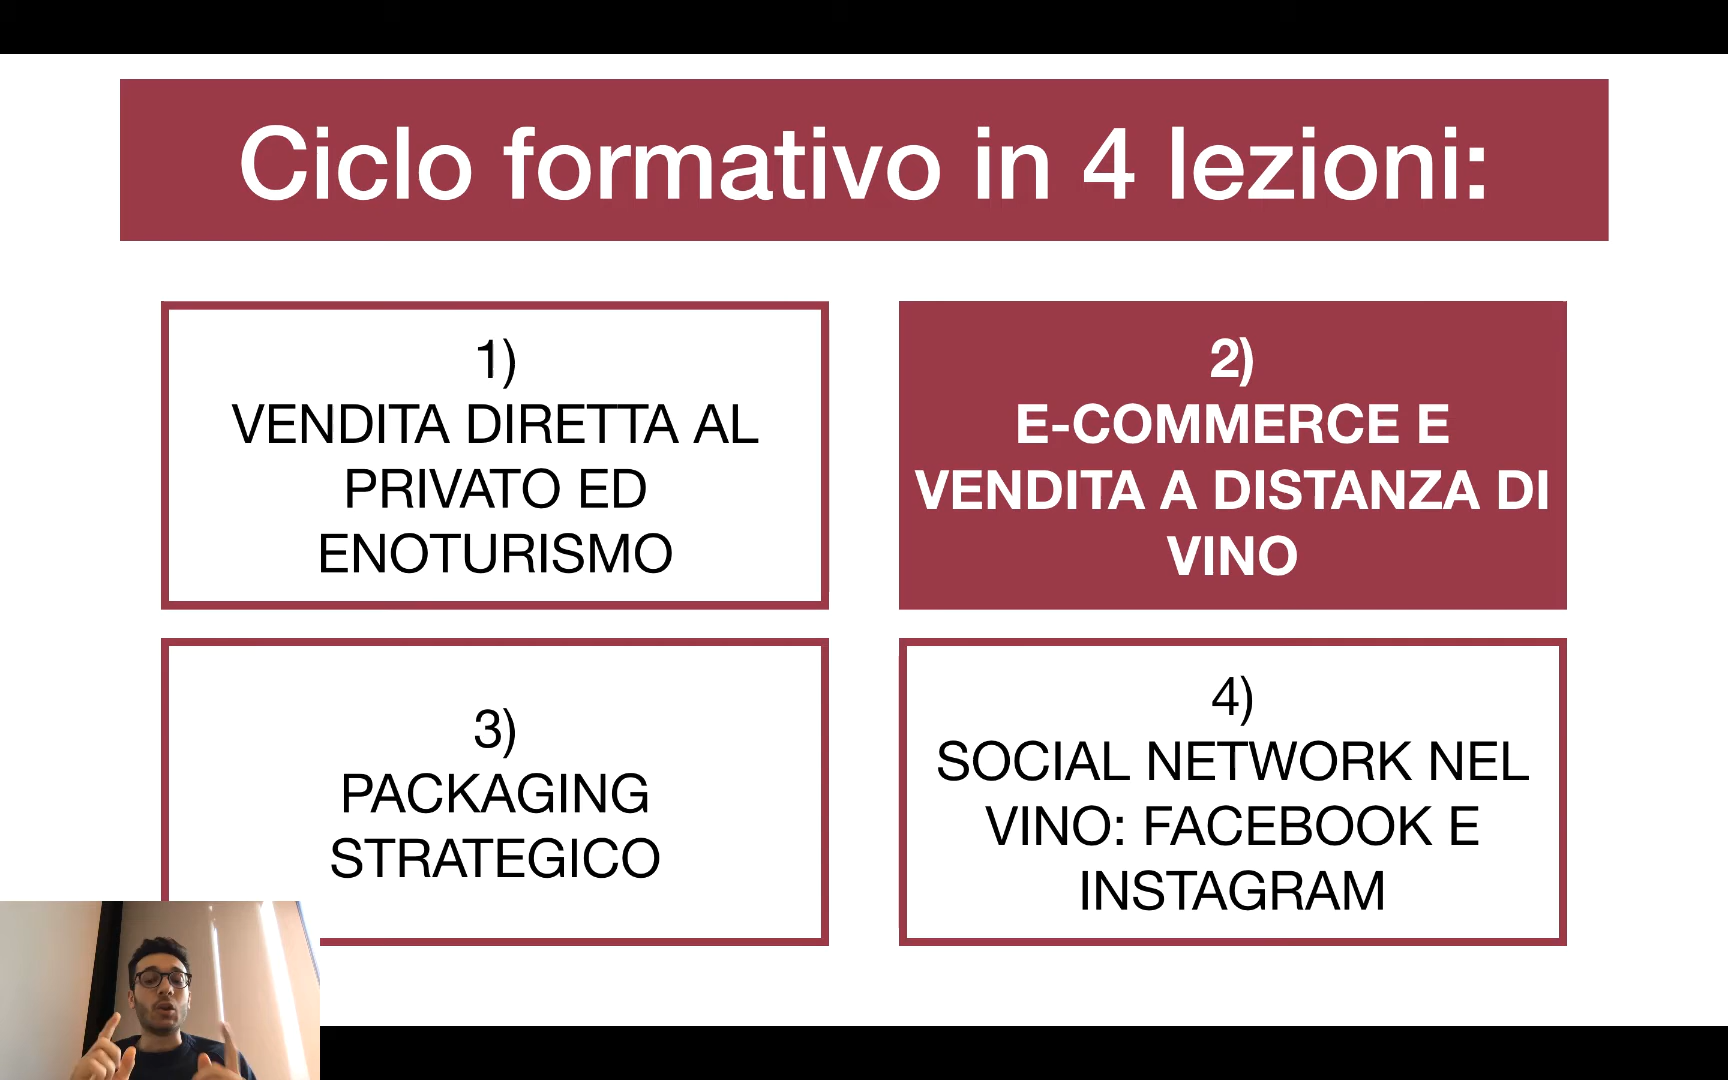 Ciclo formativo in 4 lezioni:
1)
VENDITA DIRETTA AL
PRIVATO ED
ENOTURISMO
2)
E-COMMERCE E
VENDITA A DISTANZA DI
VINO
3)
PACKAGING
STRATEGICO
4)
SOCIAL NETWORK NEL
VINO: FACEBOOK E
INSTAGRAM